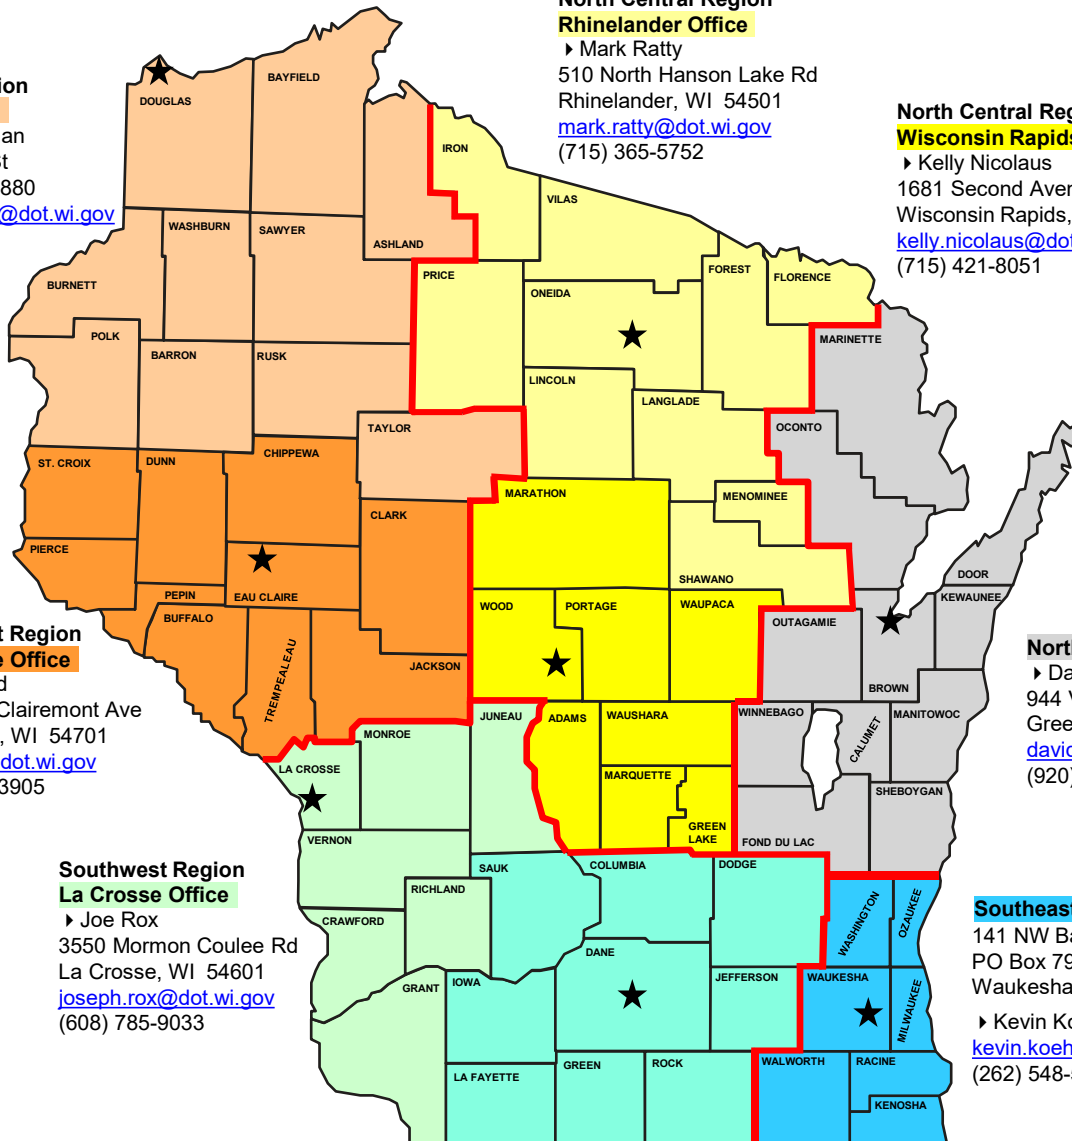 North Central Region
Rhinelander Office
Mark Ratty
510 North Hanson Lake Rd
Rhinelander, WI 54501
mark.ratty@dot.wi.gov
(715) 365-5752
North Central Reg
Wisconsin Rapids
Kelly Nicolaus
1681 Second Aven
Wisconsin Rapids,
kelly.nicolaus@dot
(715) 421-8051
ion
an
t
880
@dot.wi.gov
DOUGLAS
BAYFIELD
IRON
VILAS
WASHBURN
SAWYER
ASHLAND
PRICE
ONEIDA
FOREST
FLORENCE
BURNETT
POLK
BARRON
RUSK
MARINETTE
LINCOLN
LANGLADE
TAYLOR
OCONTO
ST. CROIX
DUNN
CHIPPEWA
MARATHON
MENOMINEE
CLARK
PIERCE
PEPIN
EAU CLAIRE
SHAWANO
DOOR
KEWAUNEE
BUFFALO
WOOD
PORTAGE
WAUPACA
OUTAGAMIE
TREMPEALEAU
JACKSON
BROWN
t Region
e Office
d
Clairemont Ave
, WI 54701
dot.wi.gov
3905
North
Da
944 V
Gree
davic
(920)
MONROE
JUNEAU
ADAMS
WAUSHARA
WINNEBAGO
CALUMET
MANITOWOC
LA CROSSE
MARQUETTE
GREEN
LAKE
SHEBOYGAN
VERNON
FOND DU LAC
SAUK
COLUMBIA
DODGE
RICHLAND
CRAWFORD
WASHINGTON
OZAUKEE
Southwest Region
La Crosse Office
Joe Rox
3550 Mormon Coulee Rd
La Crosse, WI 54601
joseph.rox@dot.wi.gov
(608) 785-9033
GRANT
IOWA
DANE
JEFFERSON
WAUKESHA
MILWAUKEE
LA FAYETTE
GREEN
ROCK
WALWORTH
RACINE
KENOSHA
Southeast
141 NW Ba
PO Box 79
Waukesha
Kevin Ko
kevin.koeh
(262) 548-